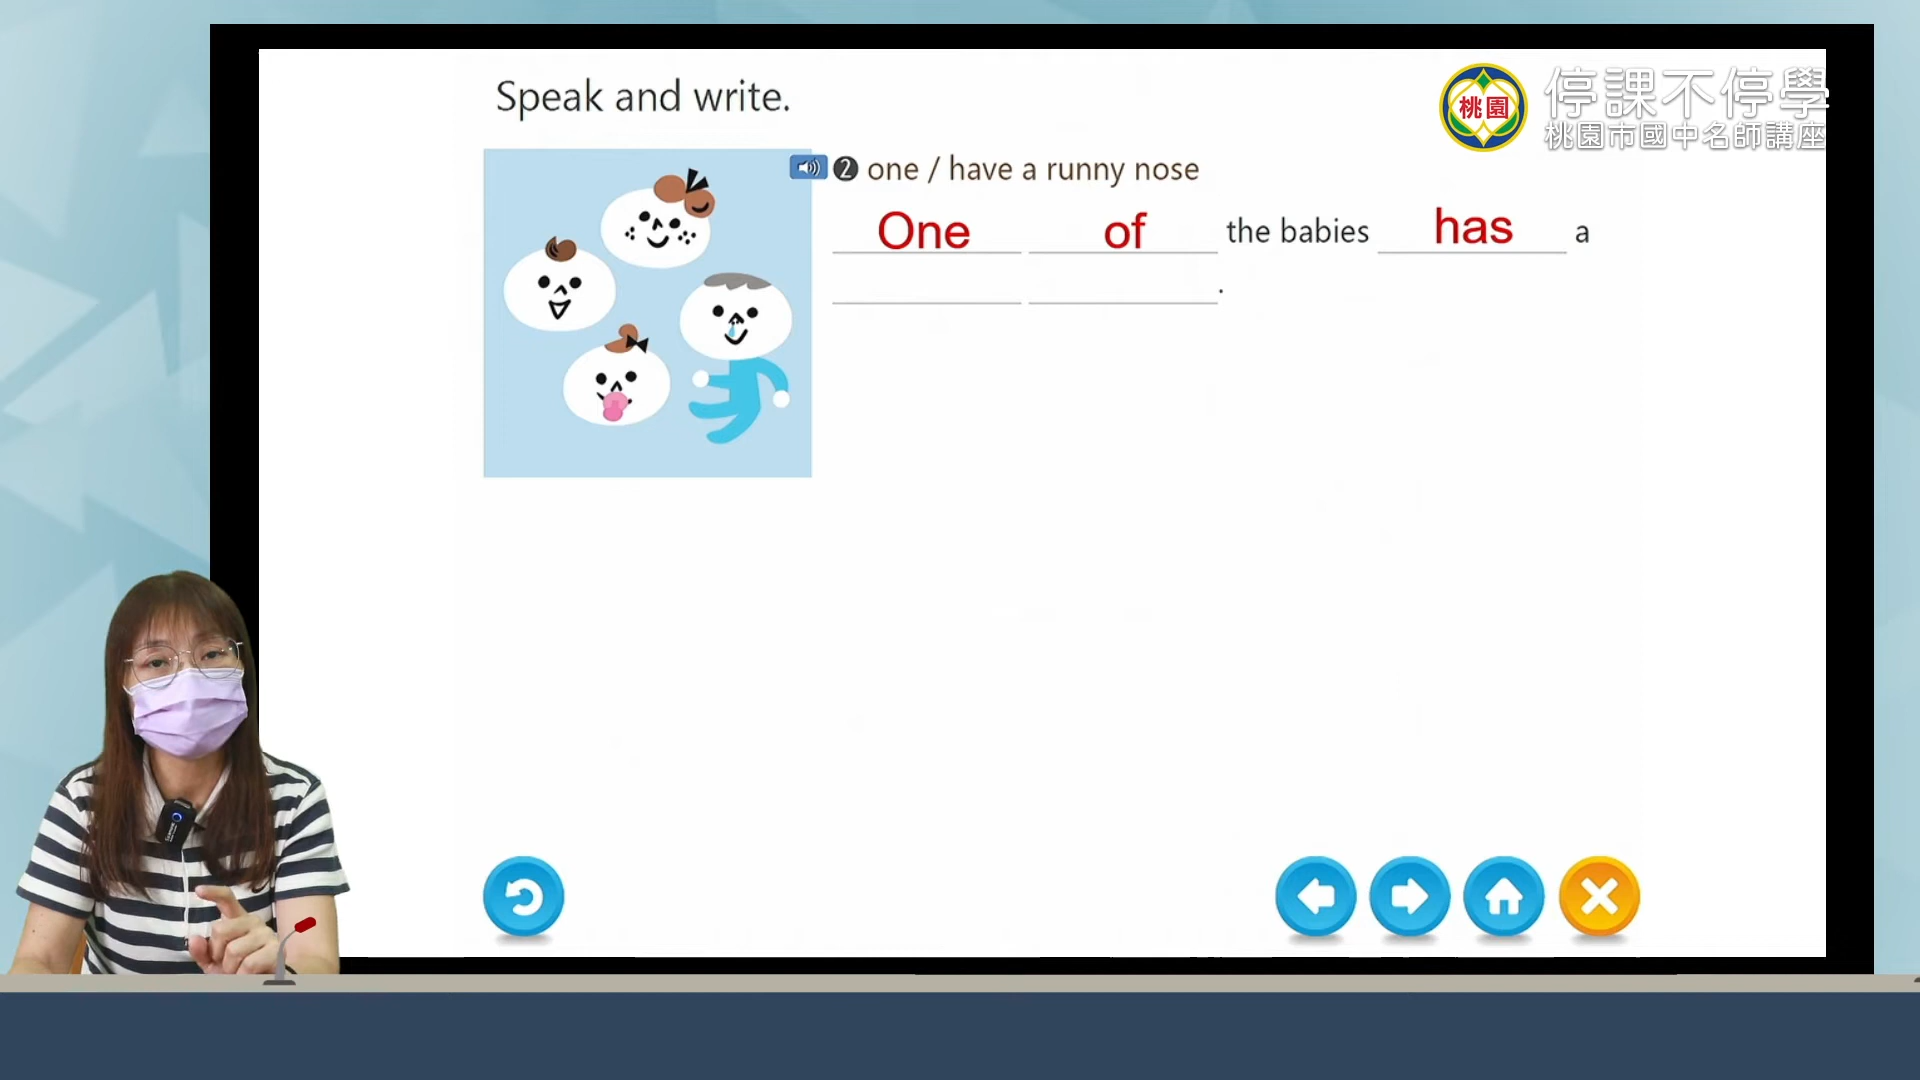 Speak and write.
桃園
停課不停學
桃園市國中名師講座
2 one / have a runny nose
One of the babies has a
.